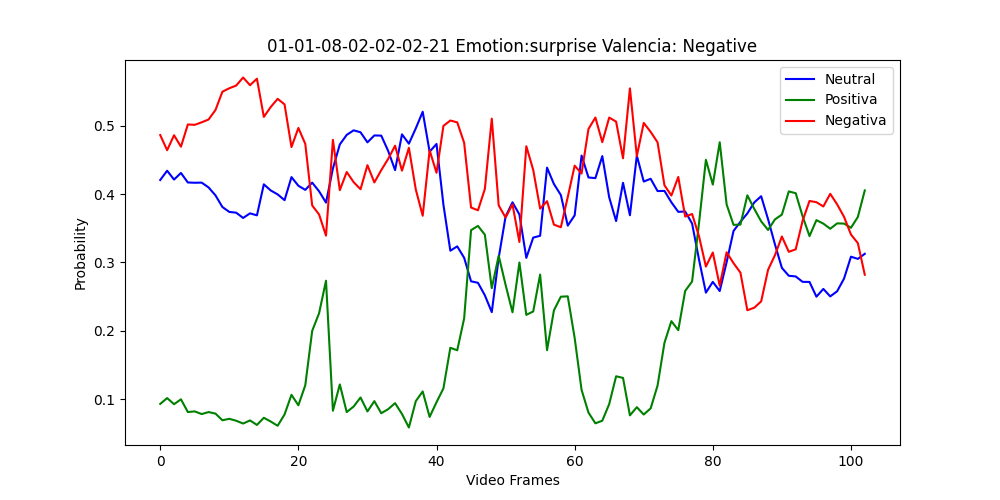 01-01-08-02-02-02-21 Emotion:surprise Valencia: Negative
Neutral
Positiva
Negativa
Probability
0.5
0.4
0.3
0.2
0.1
0 20 40 60 80 100
Video Frames